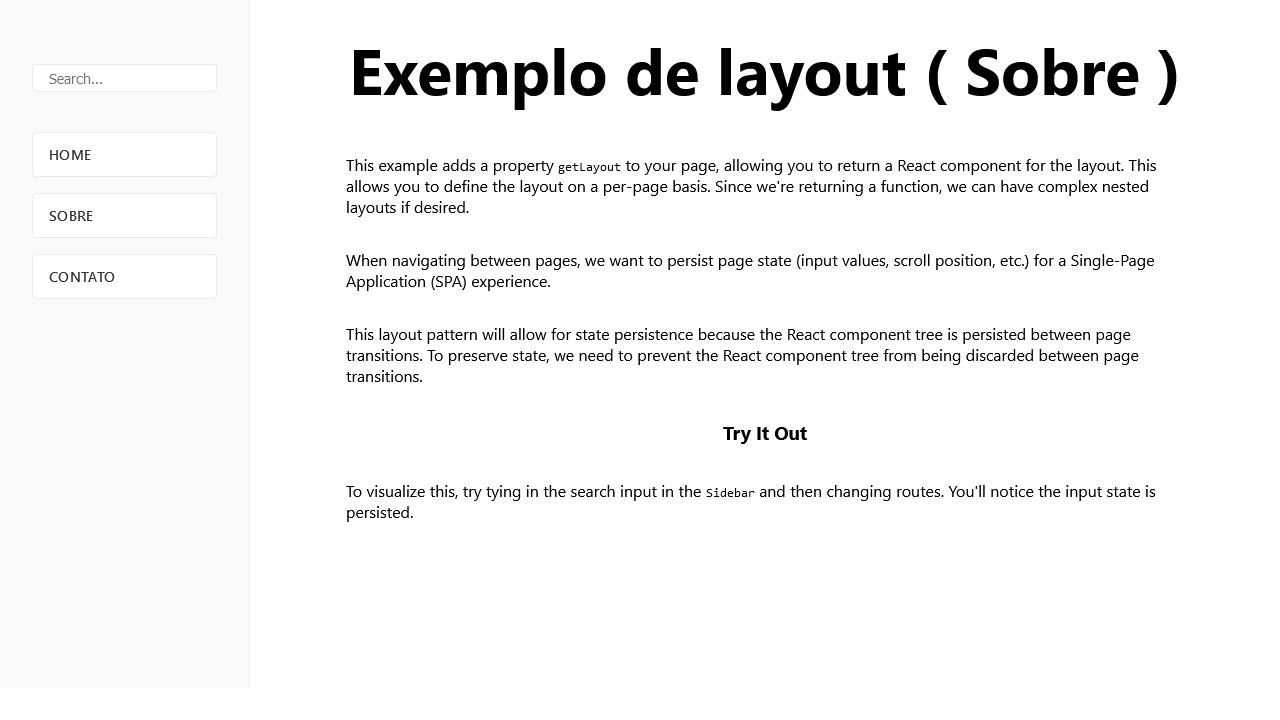 Search...
HOME
SOBRE
CONTATO
Exemplo de layout ( Sobre )
This example adds a property getLayout to your page, allowing you to return a React component for the layout. This
allows you to define the layout on a per-page basis. Since we're returning a function, we can have complex nested
layouts if desired.
When navigating between pages, we want to persist page state (input values, scroll position, etc.) for a Single-Page
Application (SPA) experience.
This layout pattern will allow for state persistence because the React component tree is persisted between page
transitions. To preserve state, we need to prevent the React component tree from being discarded between page
transitions.
Try It Out
To visualize this, try tying in the search input in the Sidebar and then changing routes. You'll notice the input state is
persisted.